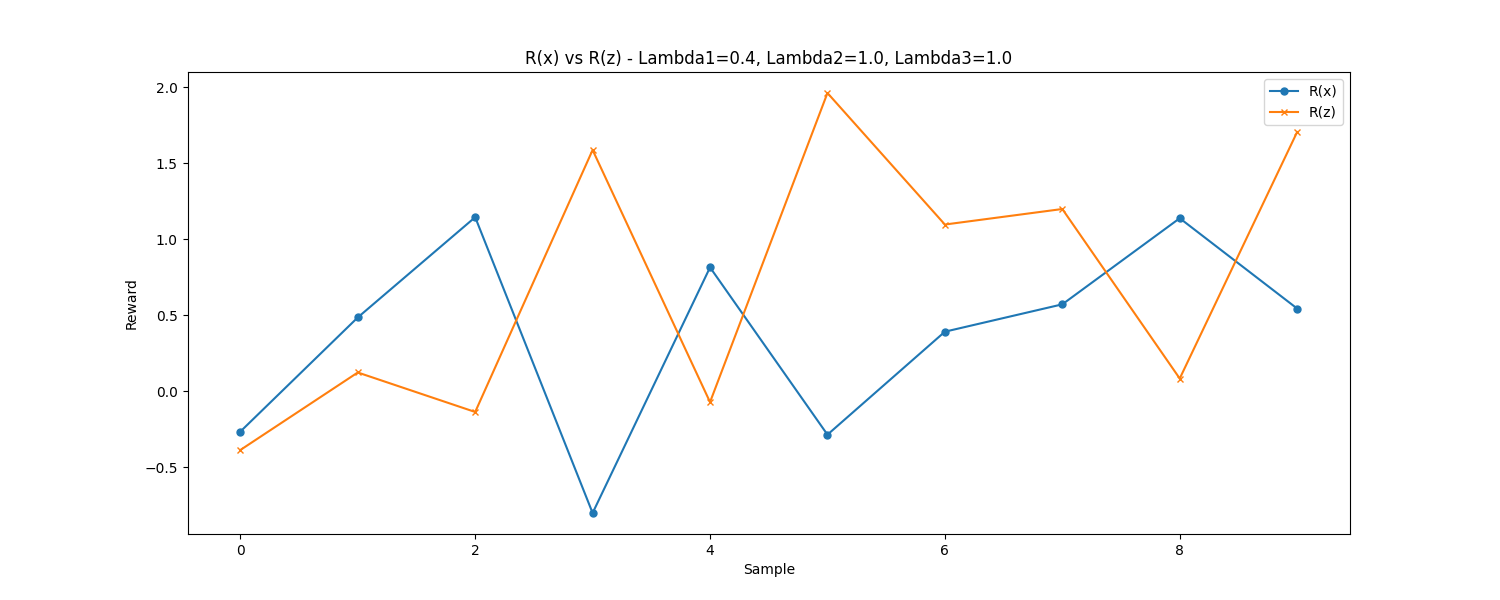 R(x) vs R(z) - Lambda1=0.4, Lambda2=1.0, Lambda3=1.0
R(x)
R(z)
2.0
1.5
1.0
0.5
0.0
−0.5
Reward
0 2 4 6 8
Sample